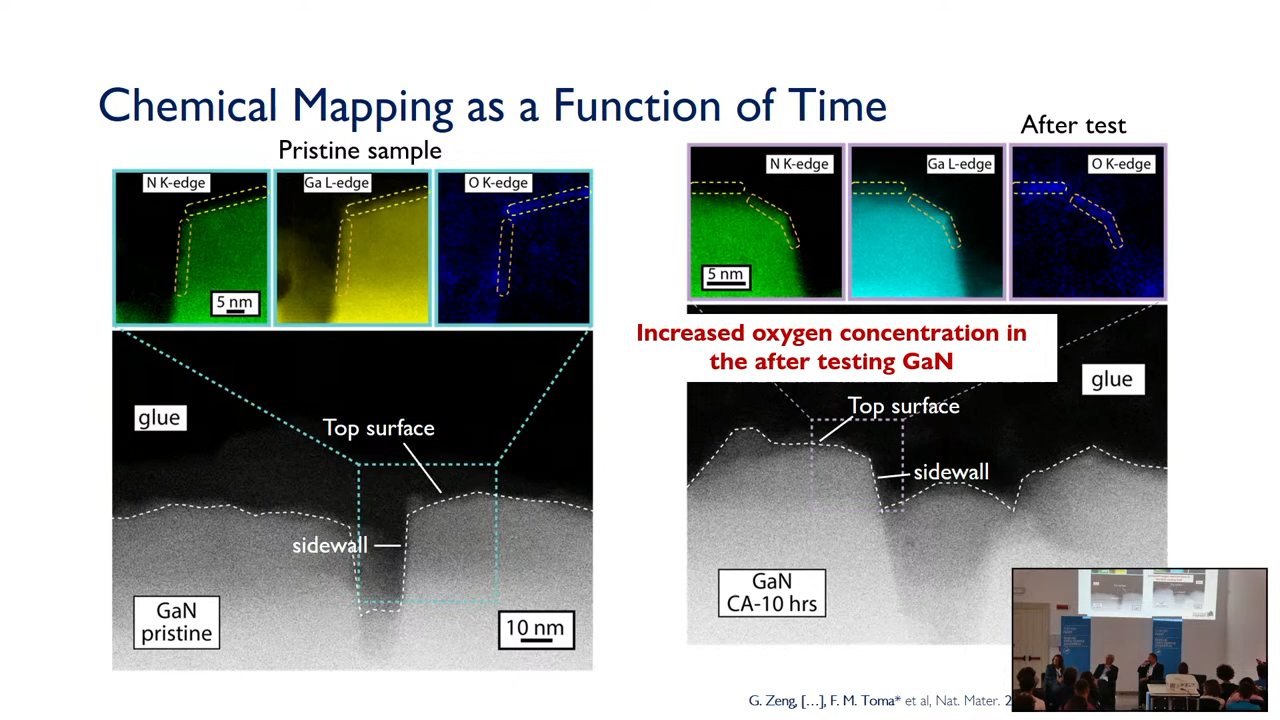 Chemical Mapping as a Function of Time
Pristine sample
N K-edge
Ga L-edge
O K-edge
5 nm
glue
Top surface
sidewall
GaN
pristine
10 nm
After test
N K-edge
Ga L-edge
O K-edge
5 nm
Increased oxygen concentration in
the after testing GaN
glue
Top surface
sidewall
GaN
CA-10 hrs
G. Zeng, [...], F. M. Toma* et al, Nat. Mater.